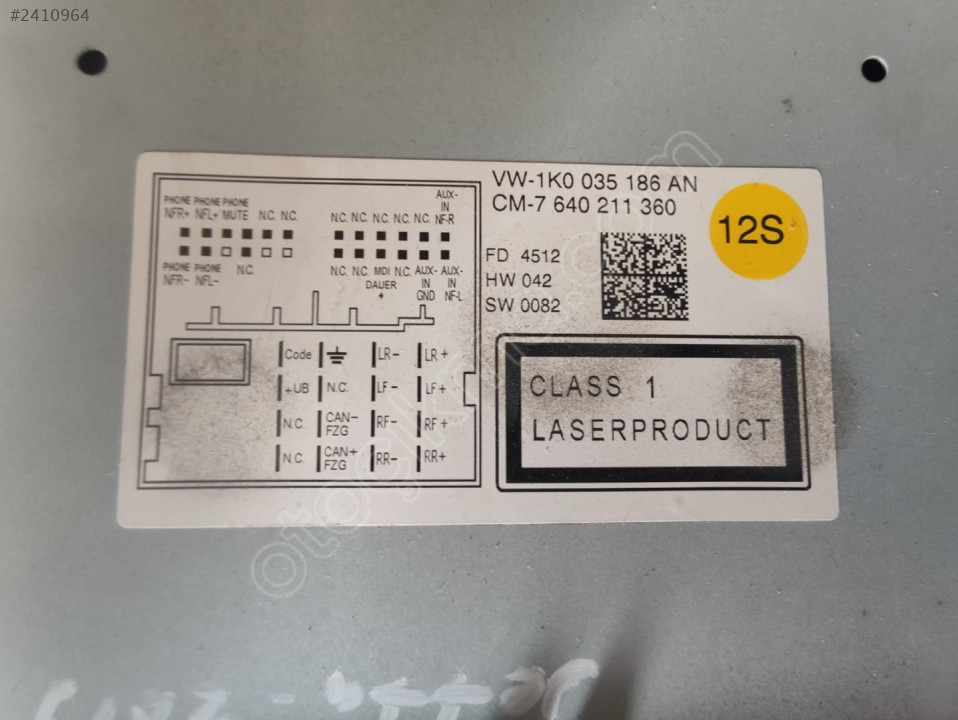 #2410964
VW-1K0 035 186 AN
CM-7 640 211 360
12S
FD 4512
HW 042
SW 0082
PHONE PHONE PHONE
NFR+ NFL+ MUTE N.C. N.C.
AUX-
IN
N.C. N.C. N.C. N.C. N.C. NF-R
PHONE PHONE N.C.
NFR- NFL-
N.C. N.C. MDI N.C. AUX- AUX-
DAUER IN IN
+ GND NF-L
Code LR- LR+
+UB N.C. LF- LF+
N.C. CAN- RF- RF+
FZG
N.C. CAN+ RR- RR+
FZG
CLASS 1
LASERPRODUCT
otocikma.com